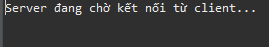 Server đang chờ kết nối từ client...